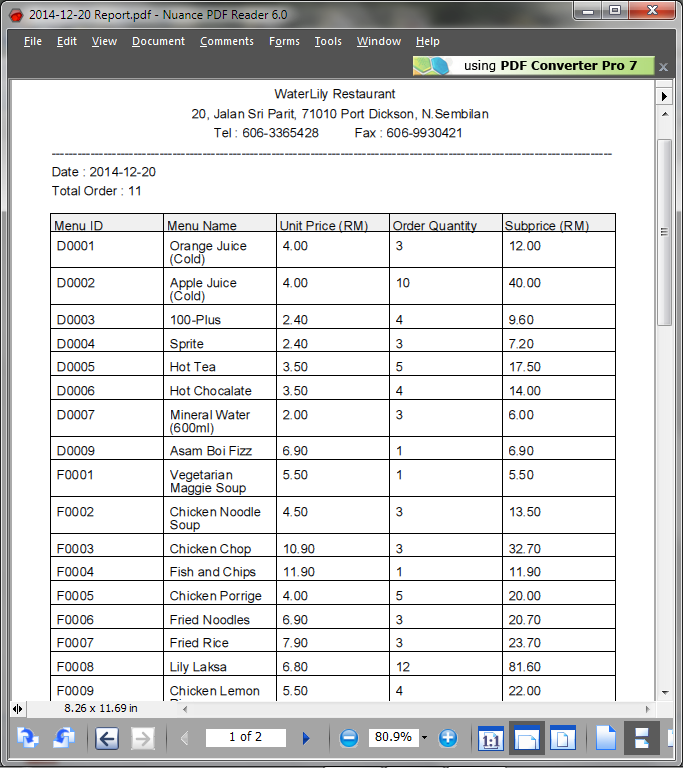 2014-12-20 Report.pdf - Nuance PDF Reader 6.0
File Edit View Document Comments Forms Tools Window Help
using PDF Converter Pro 7
WaterLily Restaurant
20, Jalan Sri Parit, 71010 Port Dickson, N.Sembilan
Tel : 606-3365428 Fax : 606-9930421
Date : 2014-12-20
Total Order : 11
Menu ID Menu Name Unit Price (RM) Order Quantity Subprice (RM)
D0001 Orange Juice 4.00 3 12.00
(Cold)
D0002 Apple Juice 4.00 10 40.00
(Cold)
D0003 100-Plus 2.40 4 9.60
D0004 Sprite 2.40 3 7.20
D0005 Hot Tea 3.50 5 17.50
D0006 Hot Chocalate 3.50 4 14.00
D0007 Mineral Water 2.00 3 6.00
(600ml)
D0009 Asam Boi Fizz 6.90 1 6.90
F0001 Vegetarian 5.50 1 5.50
Maggie Soup
F0002 Chicken Noodle 4.50 3 13.50
Soup
F0003 Chicken Chop 10.90 3 32.70
F0004 Fish and Chips 11.90 1 11.90
F0005 Chicken Porrige 4.00 5 20.00
F0006 Fried Noodles 6.90 3 20.70
F0007 Fried Rice 7.90 3 23.70
F0008 Lily Laksa 6.80 12 81.60
F0009 Chicken Lemon 5.50 4 22.00
8.26 x 11.69 in
1 of 2 80.9% 1:1